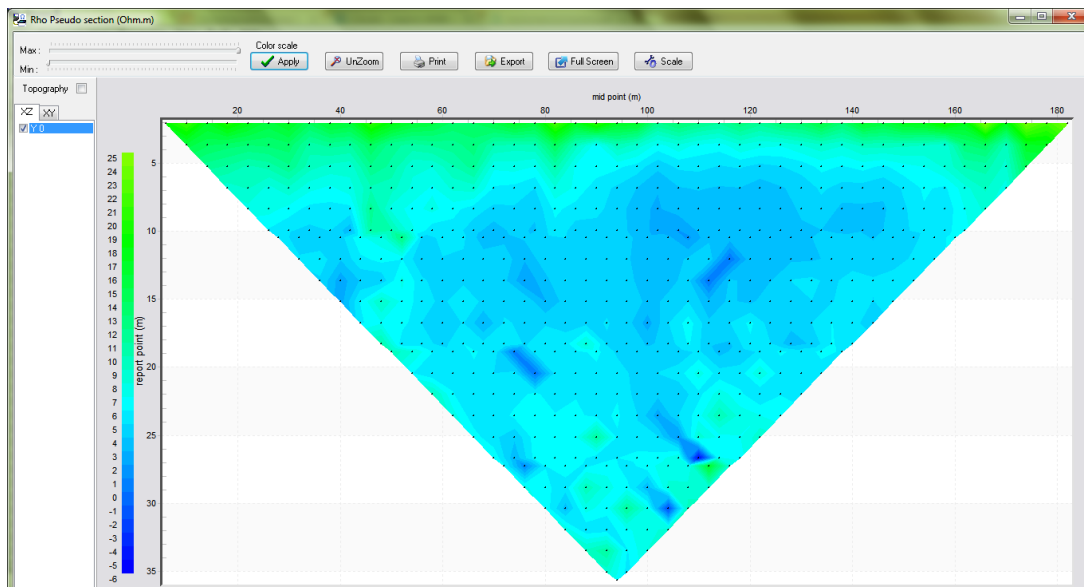 Rho Pseudo section (Ohm.m)
Max :
Min :
Color scale
Apply
UnZoom
Print
Export
Full Screen
Scale
Topography
XZ XY
Y 0
mid point (m)
20 40 60 80 100 120 140 160 180
report point (m)
5
10
15
20
25
30
35
25
24
23
22
21
20
19
18
17
16
15
14
13
12
11
10
9
8
7
6
5
4
3
2
1
0
-1
-2
-3
-4
-5
-6